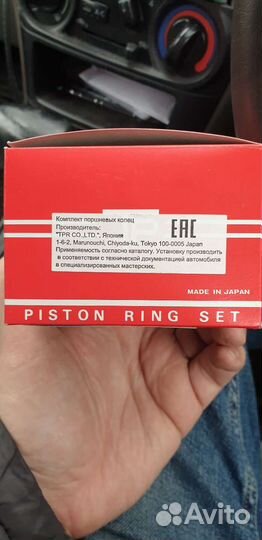 Комплект поршневых колец
Производитель:
"TPR CO.,LTD.", Япония
1-6-2, Marunouchi, Chiyoda-ku, Tokyo 100-0005 Japan
Применяемость согласно каталогу. Установку производить
в соответствии с технической документацией автомобиля
в специализированных мастерских.
EAC
MADE IN JAPAN
PISTON RING SET
Avito